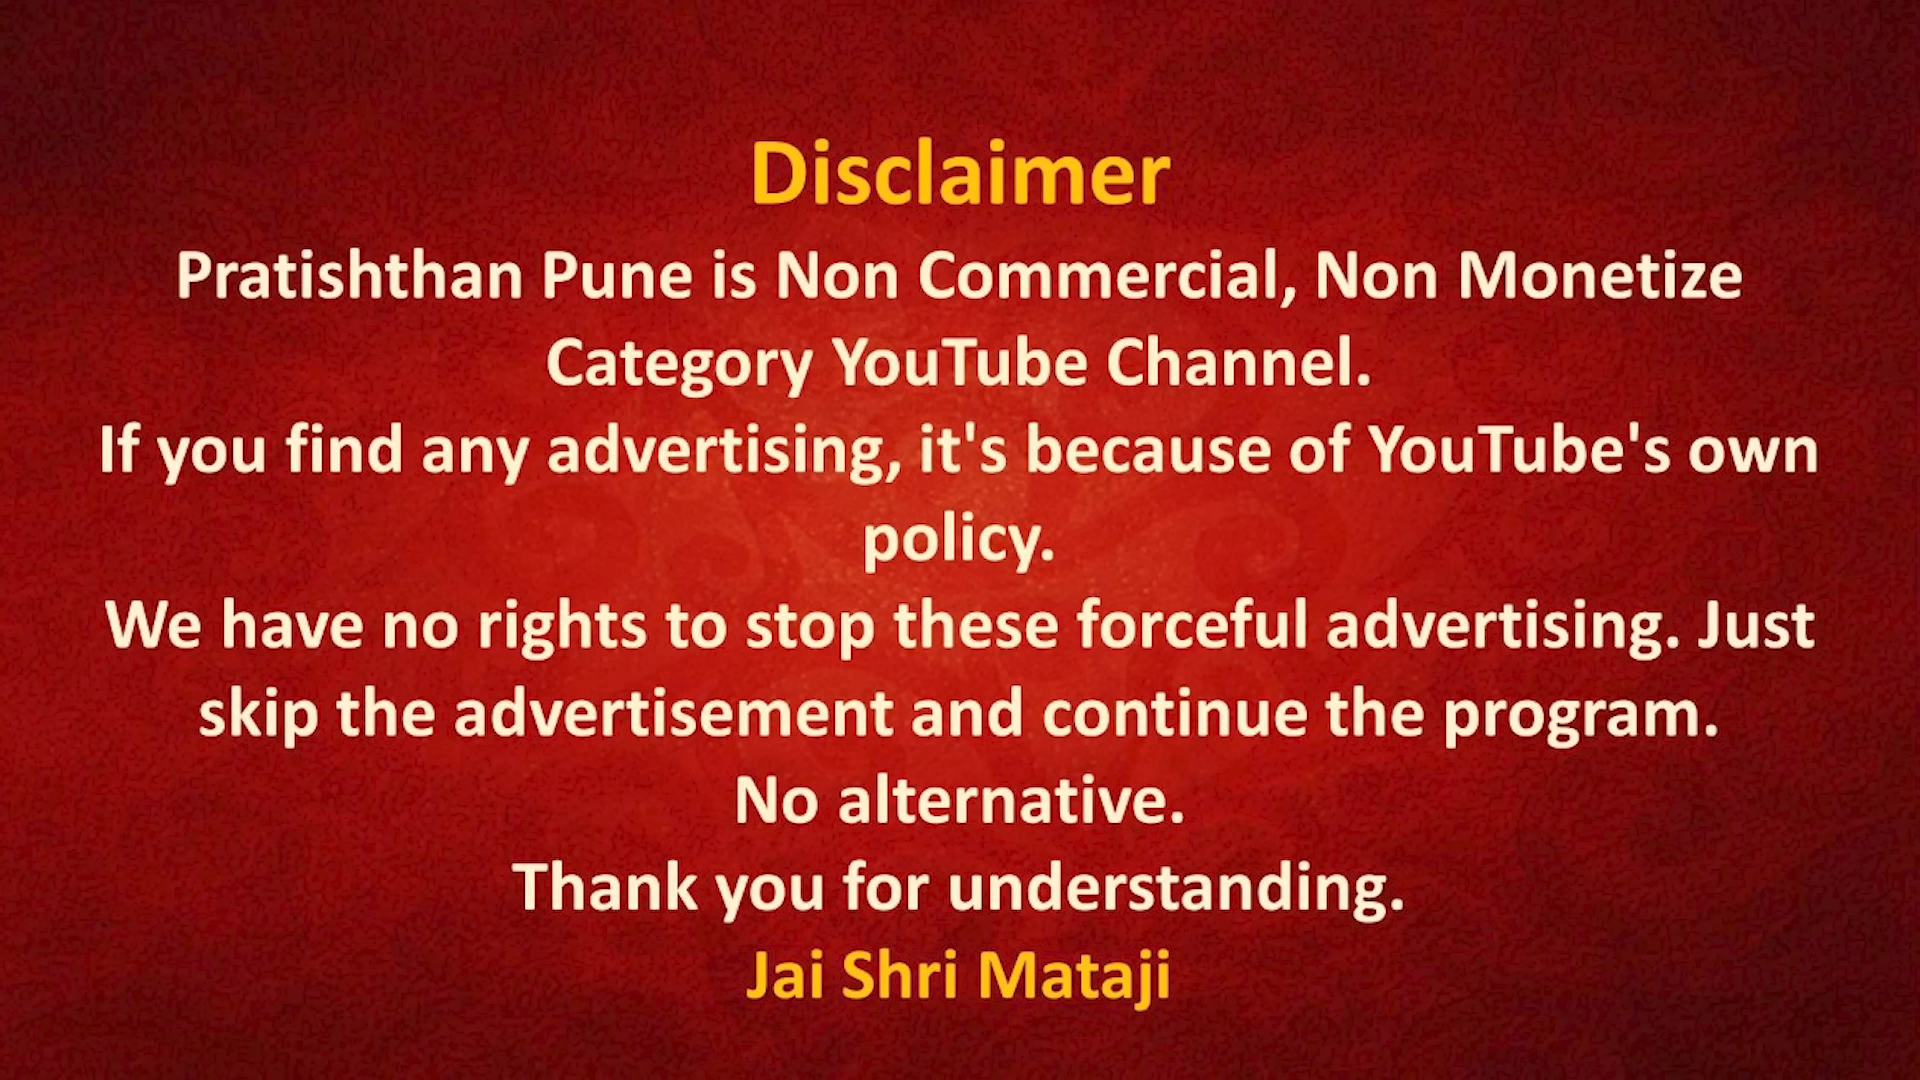 Disclaimer
Pratishthan Pune is Non Commercial, Non Monetize
Category YouTube Channel.
If you find any advertising, it's because of YouTube's own
policy.
We have no rights to stop these forceful advertising. Just
skip the advertisement and continue the program.
No alternative.
Thank you for understanding.
Jai Shri Mataji